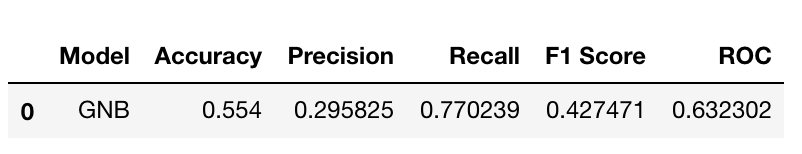 Model Accuracy Precision Recall F1 Score ROC
0 GNB 0.554 0.295825 0.770239 0.427471 0.632302